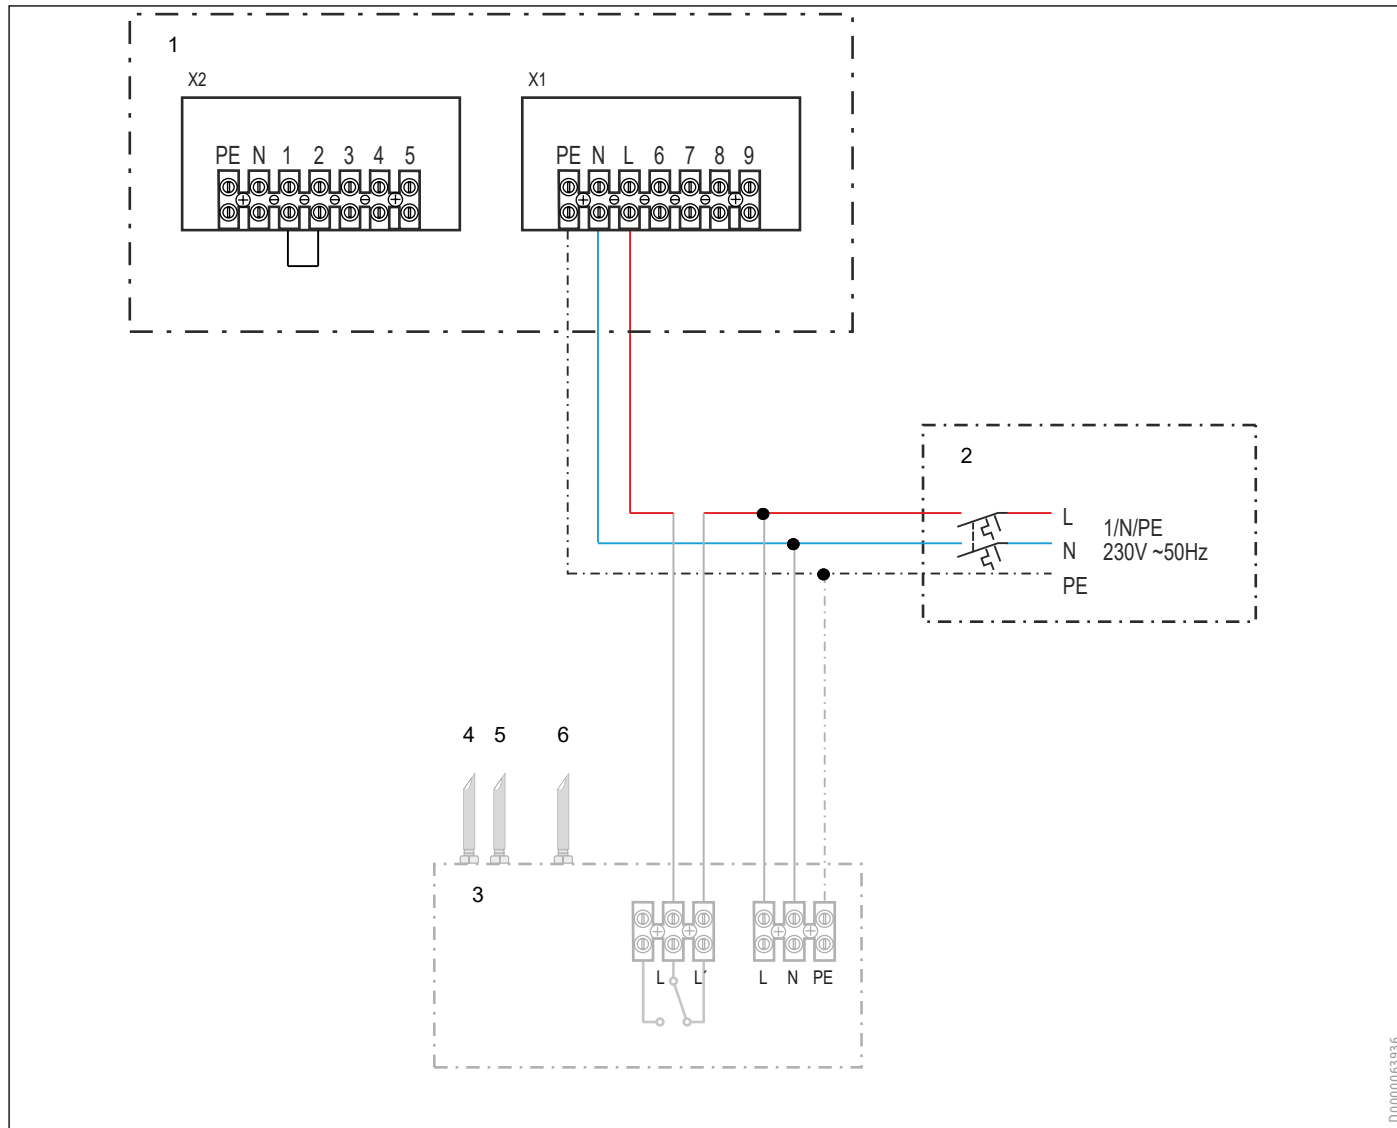 1
X2 X1
PE N 1 2 3 4 5 PE N L 6 7 8 9
2
L
1/N/PE
N 230V ~50Hz
PE
4 5 6
3
L L´ L N PE
D0000063936